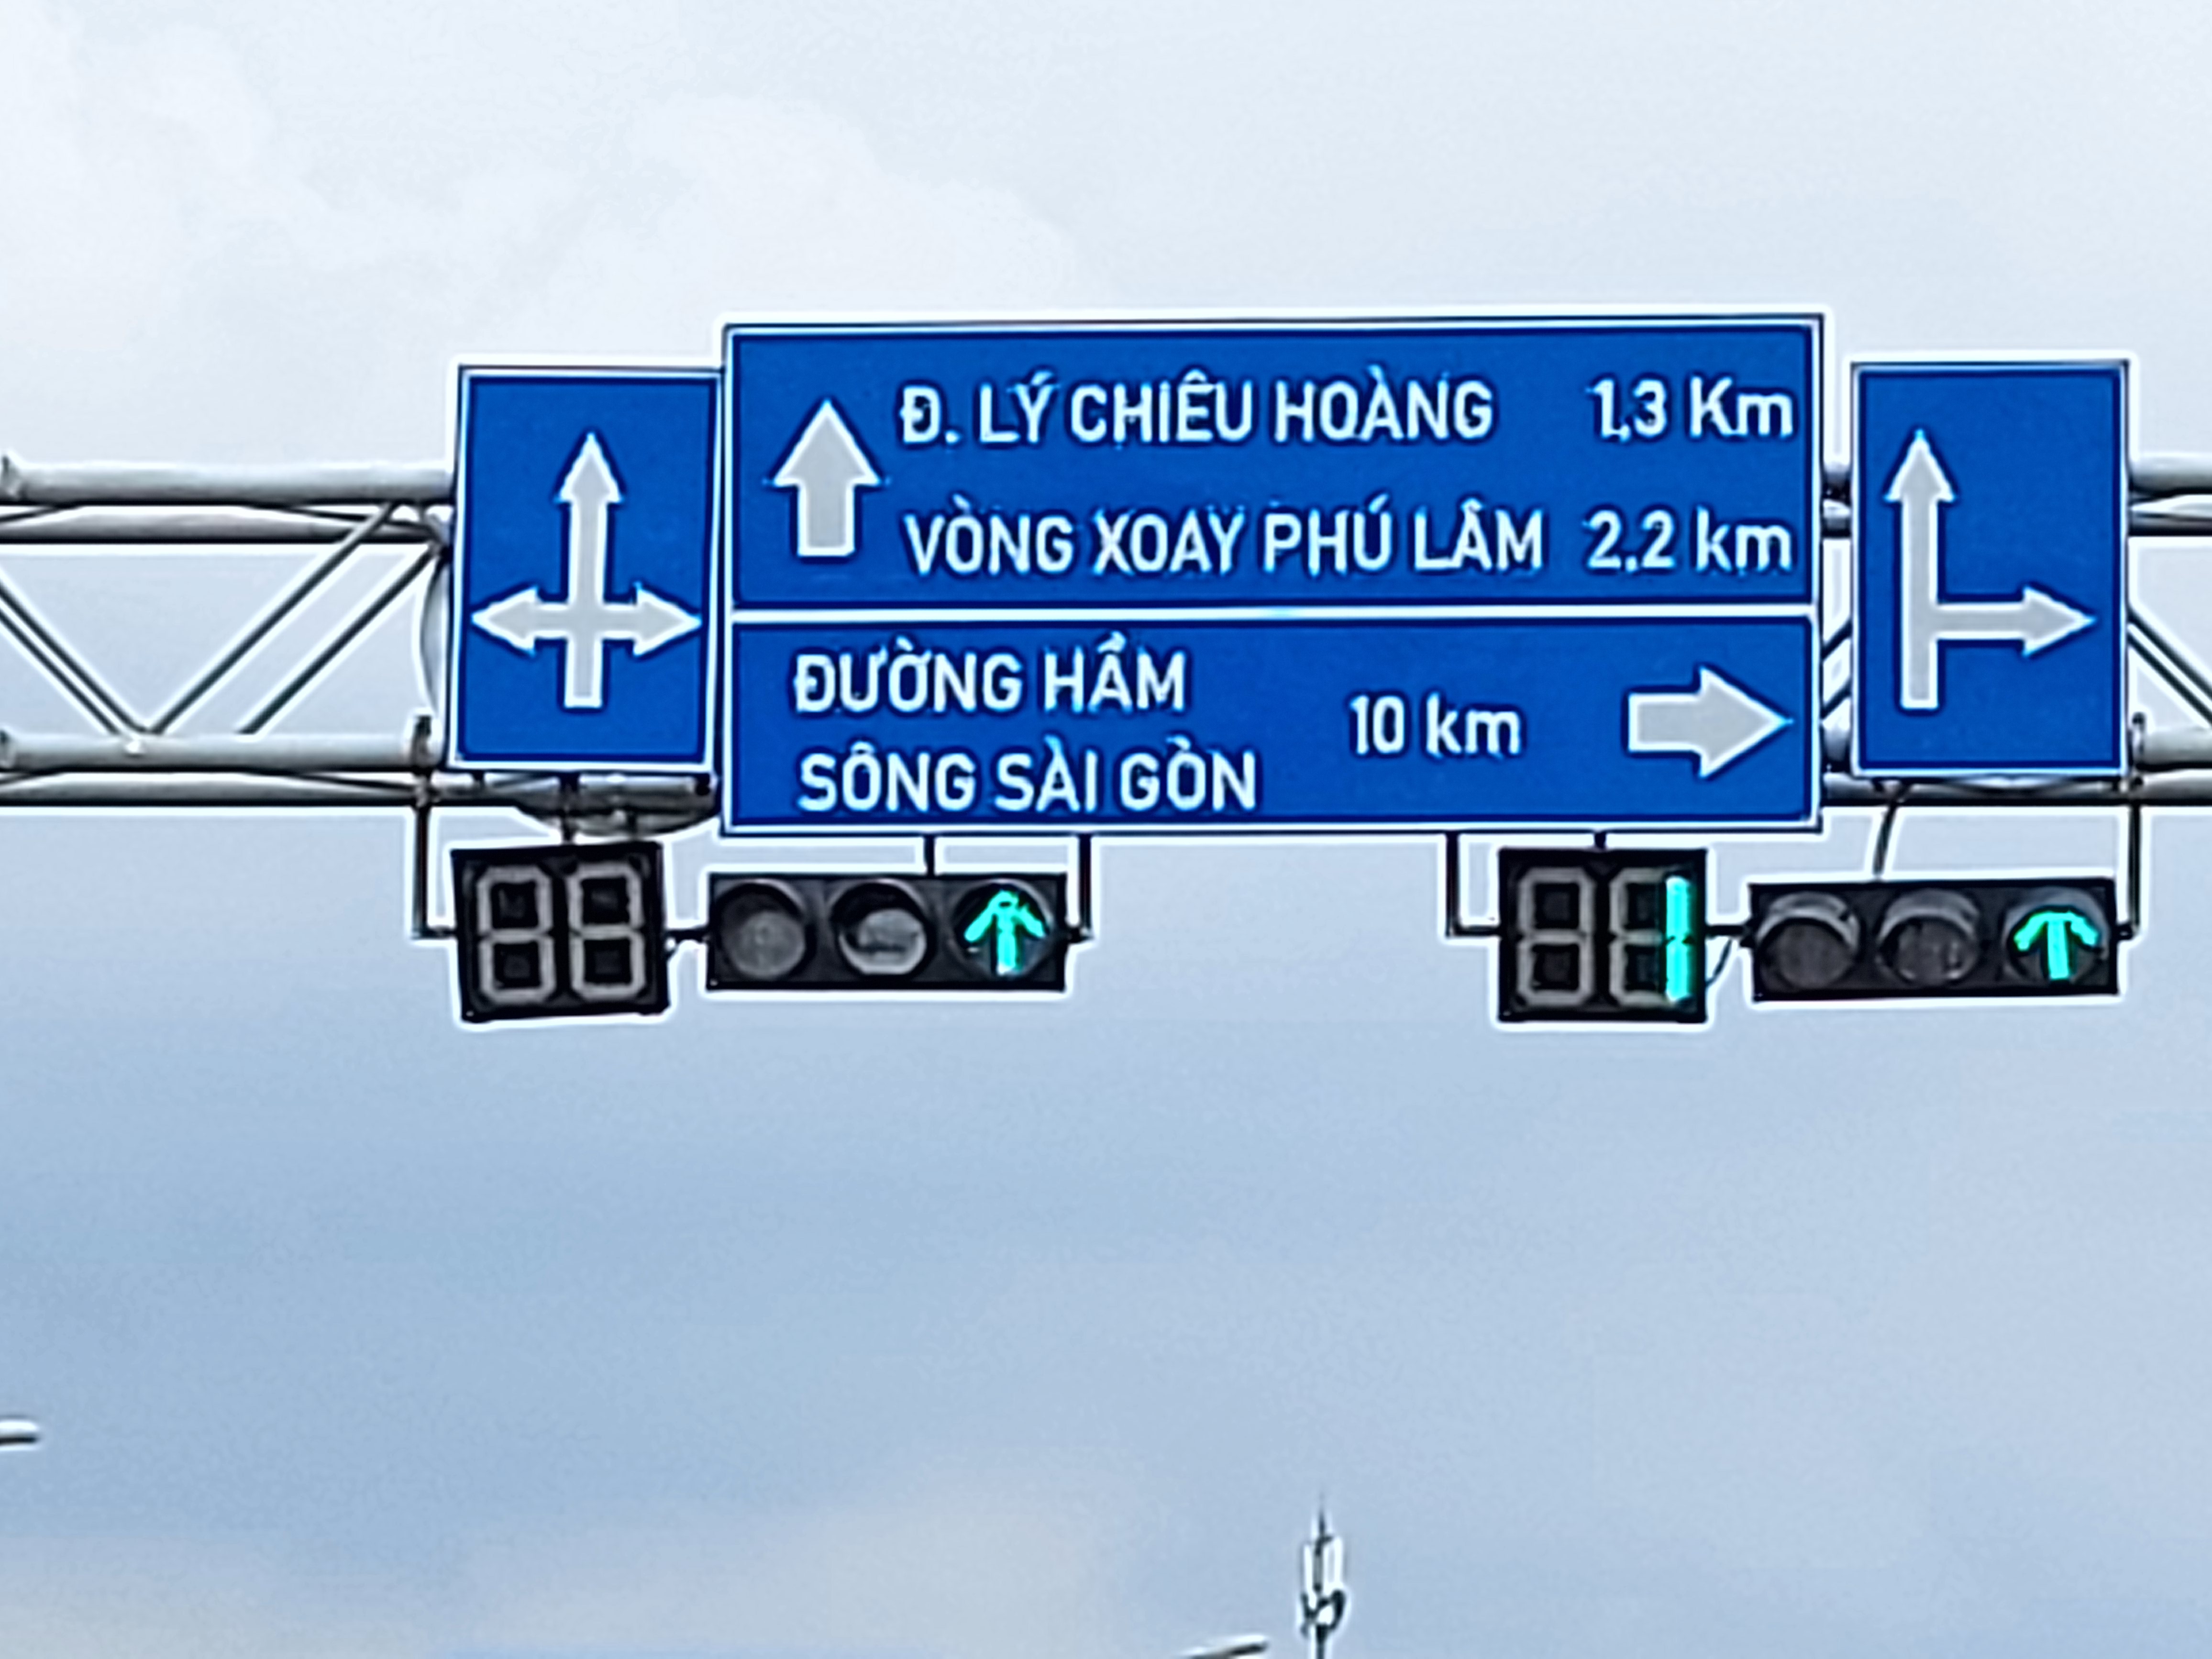 Đ. LÝ CHIÊU HOÀNG 1,3 Km
VÒNG XOAY PHÚ LÂM 2.2 km
ĐƯỜNG HẦM
SÔNG SÀI GÒN
10 km
1